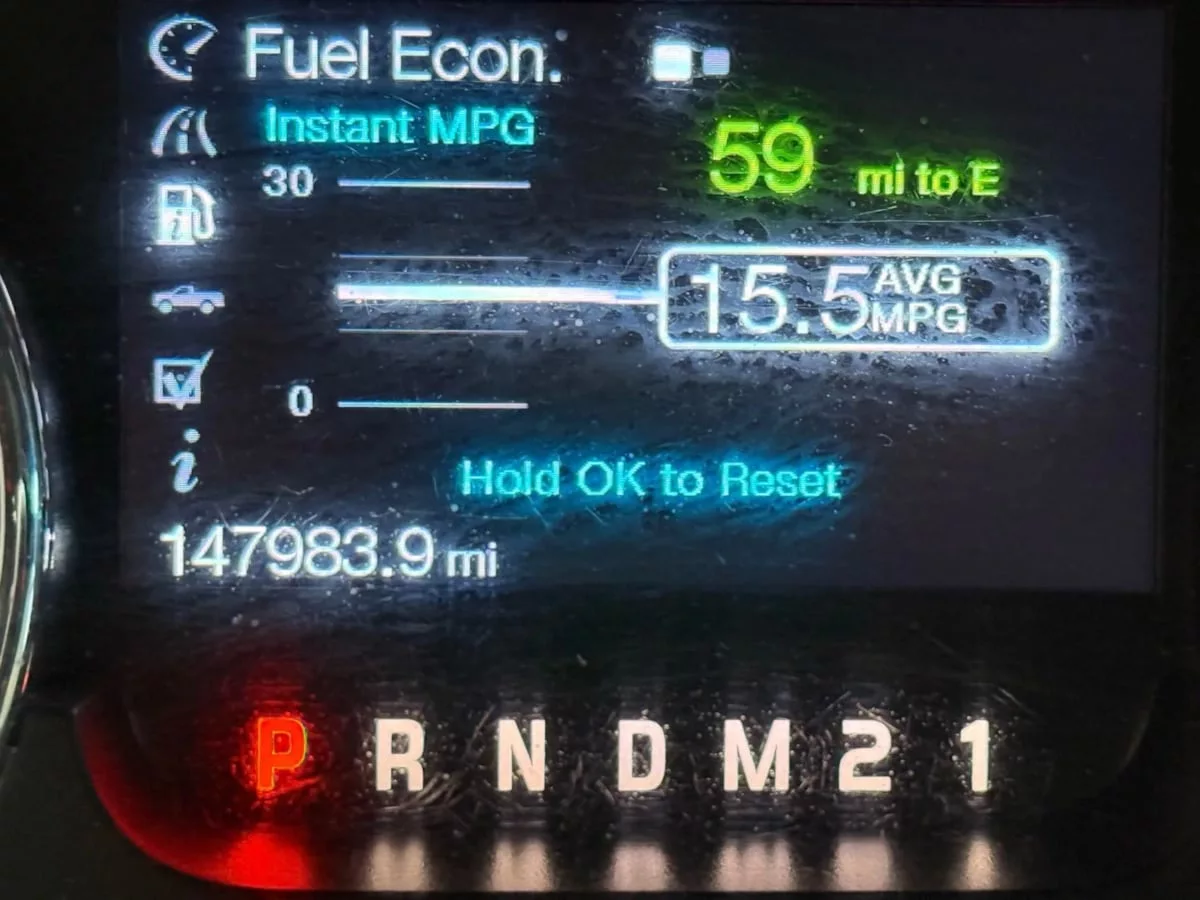 Fuel Econ.
Instant MPG
59 mi to E
30
15.5 AVG MPG
0
Hold OK to Reset
147983.9 mi
P R N D M 2 1